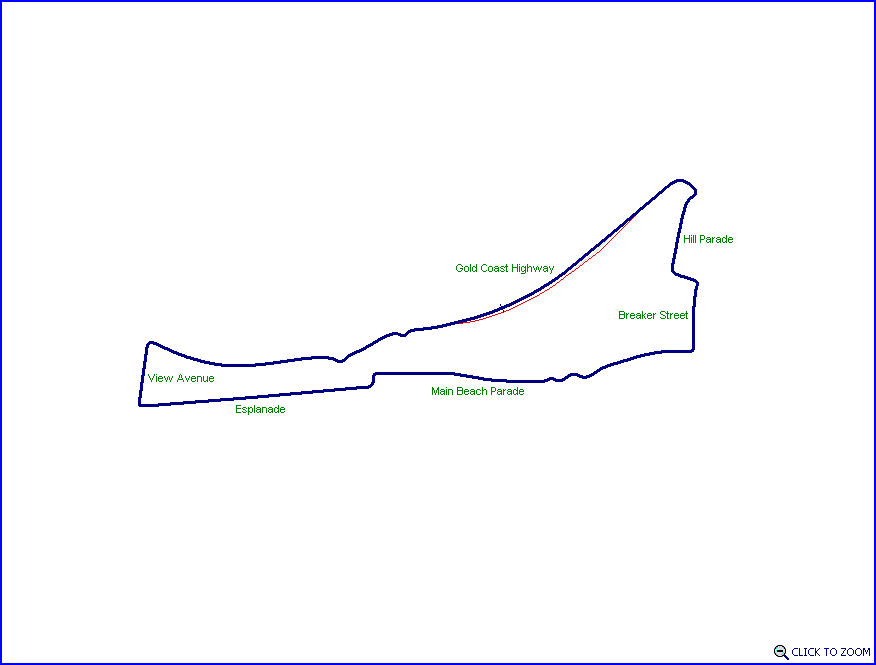 Hill Parade
Gold Coast Highway
Breaker Street
View Avenue
Main Beach Parade
Esplanade
CLICK TO ZOOM